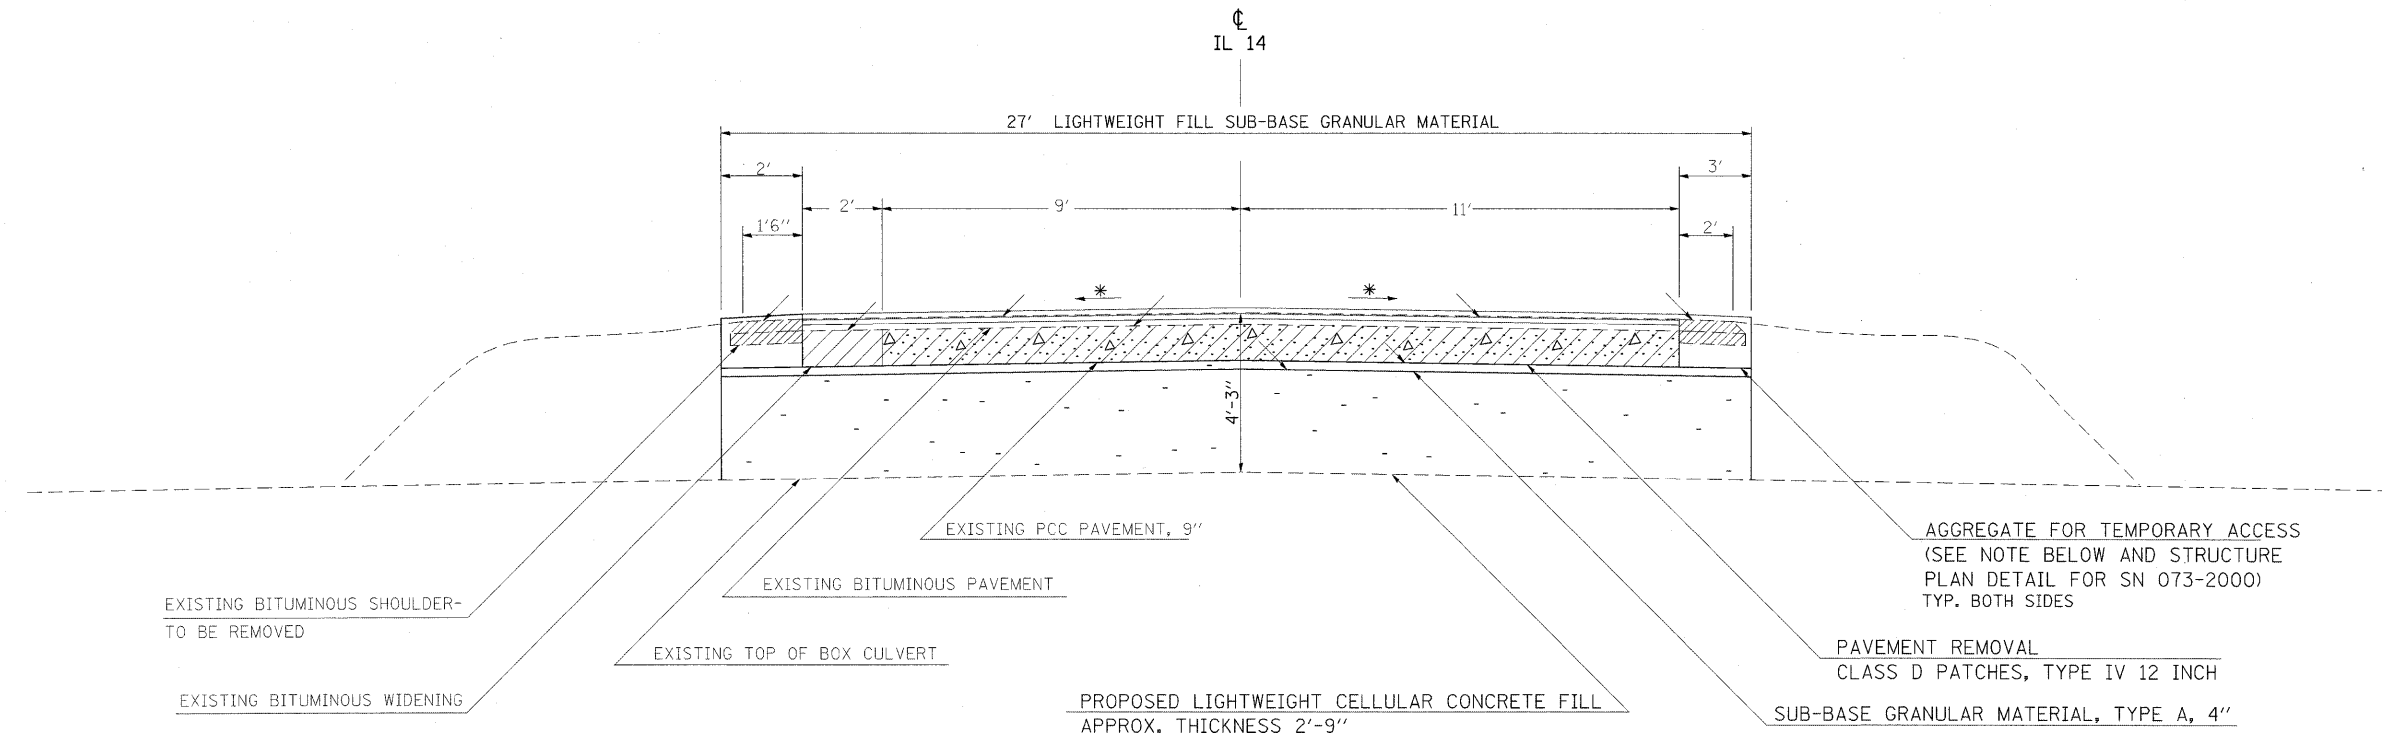 ℄
IL 14
27' LIGHTWEIGHT FILL SUB-BASE GRANULAR MATERIAL
2' 3'
2' 9' 11'
1'6" 2'
* *
4'-3"
EXISTING PCC PAVEMENT, 9"
AGGREGATE FOR TEMPORARY ACCESS
(SEE NOTE BELOW AND STRUCTURE
PLAN DETAIL FOR SN 073-2000)
TYP. BOTH SIDES
EXISTING BITUMINOUS PAVEMENT
EXISTING BITUMINOUS SHOULDER-
TO BE REMOVED
EXISTING TOP OF BOX CULVERT
PAVEMENT REMOVAL
CLASS D PATCHES, TYPE IV 12 INCH
EXISTING BITUMINOUS WIDENING
PROPOSED LIGHTWEIGHT CELLULAR CONCRETE FILL
APPROX. THICKNESS 2'-9"
SUB-BASE GRANULAR MATERIAL, TYPE A, 4"